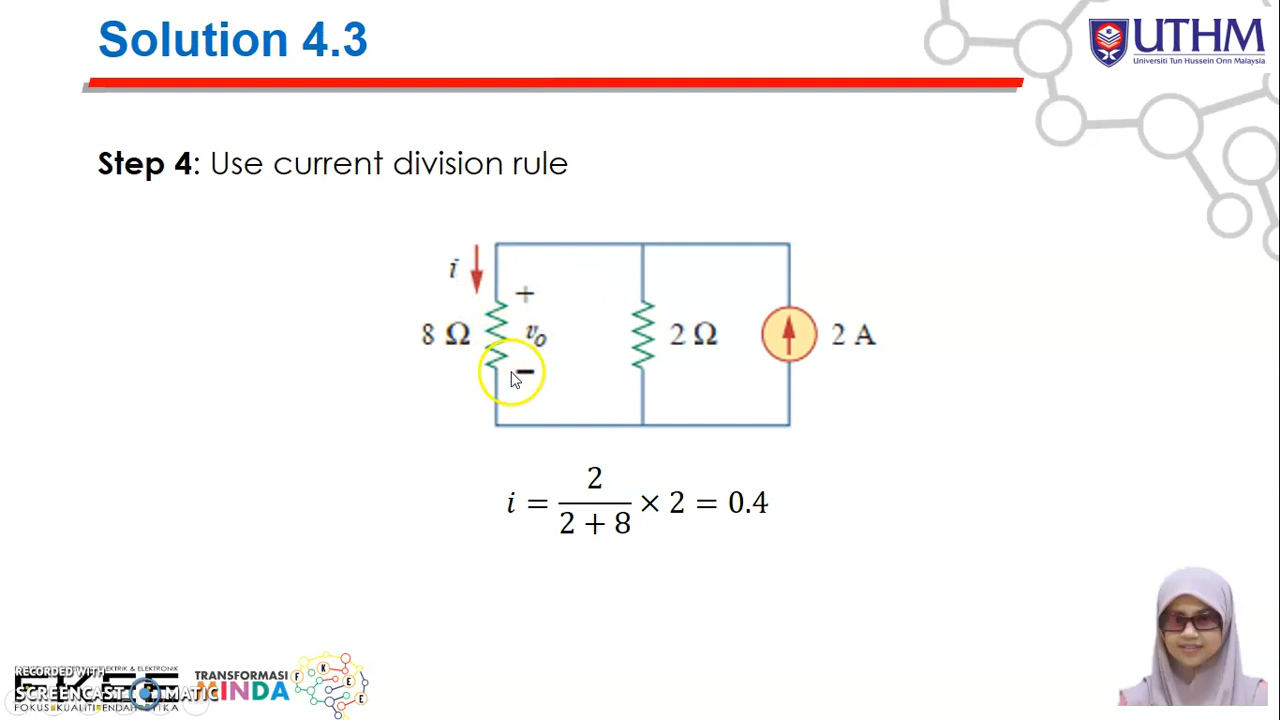 Solution 4.3
UTHM
Universiti Tun Hussein Onn Malaysia
Step 4: Use current division rule
i
+
8 Ω
v₀
2 Ω
2 A
−
i = 2/(2 + 8) × 2 = 0.4
RECORDED WITH
SCREENCAST MATIC
TRANSFORMASI
MINDA
F K E E